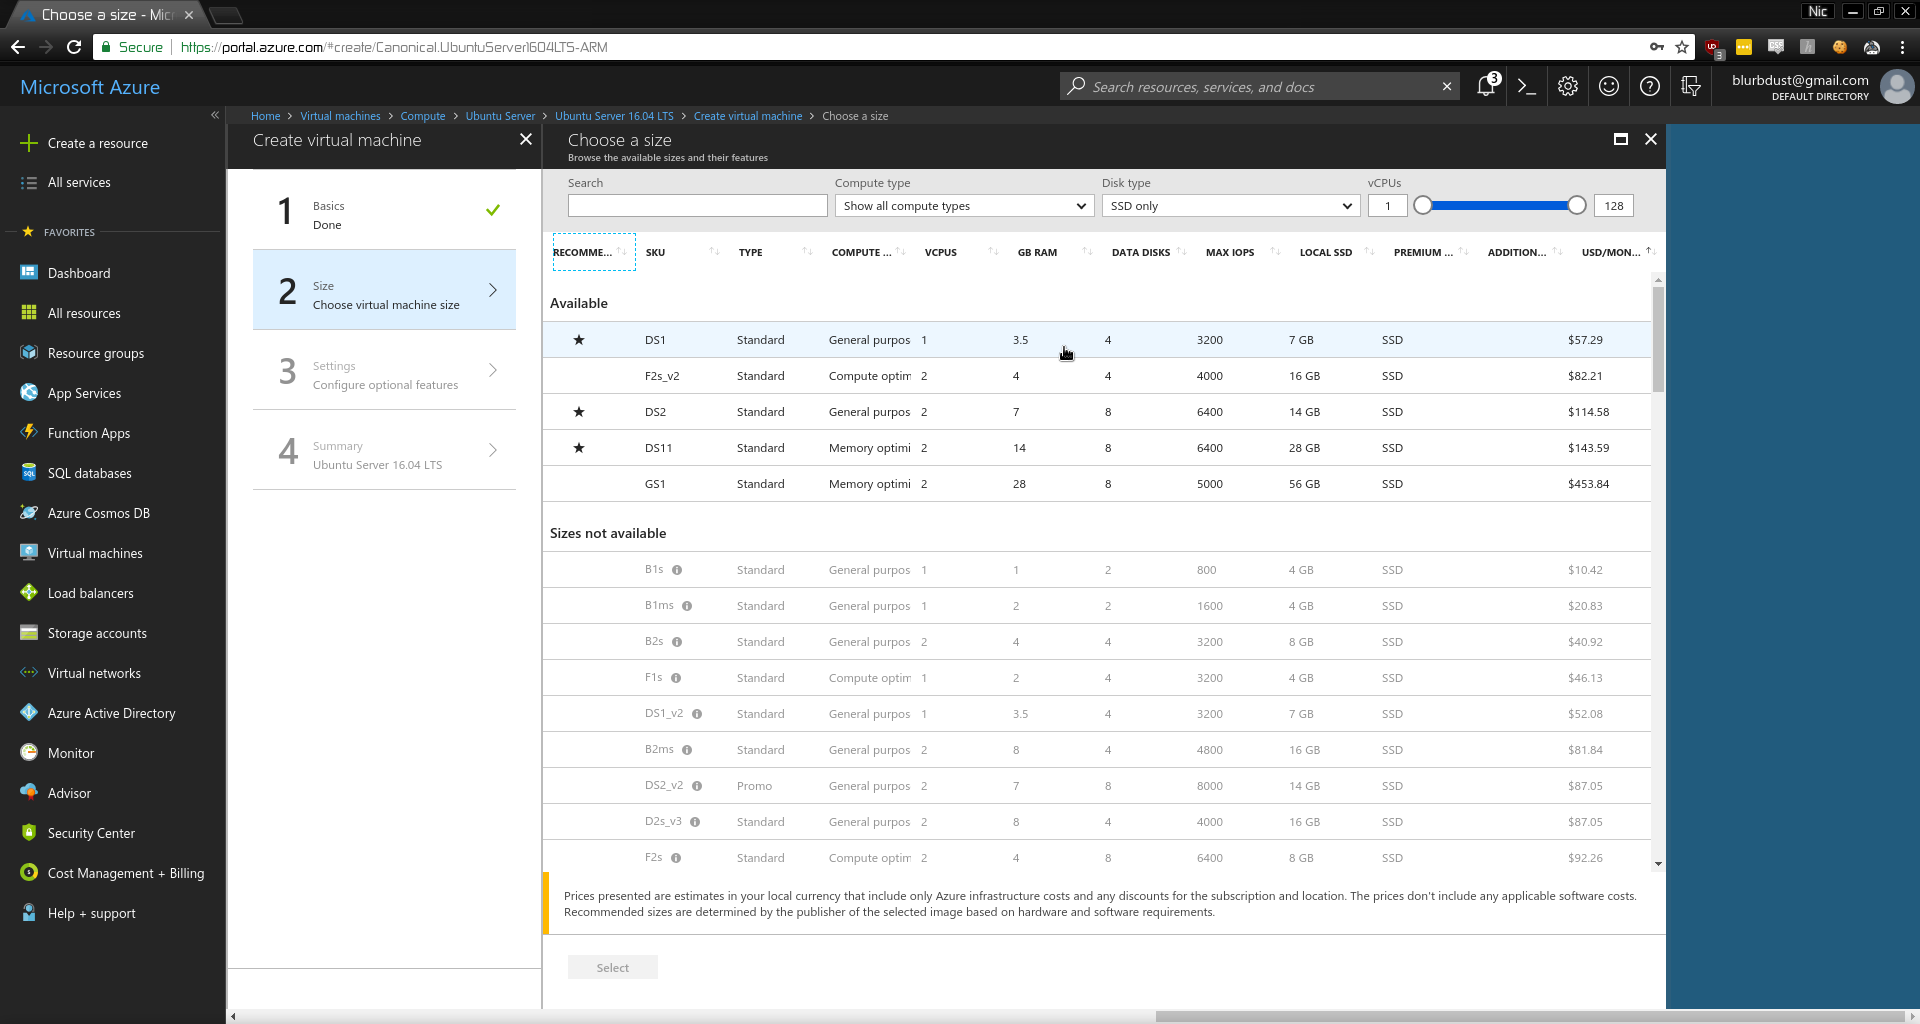 Choose a size - Mic
Nic
Secure
https://portal.azure.com/#create/Canonical.UbuntuServer1604LTS-ARM
Microsoft Azure
Search resources, services, and docs
3
blurbdust@gmail.com
DEFAULT DIRECTORY
Home > Virtual machines > Compute > Ubuntu Server > Ubuntu Server 16.04 LTS > Create virtual machine > Choose a size
Create a resource
All services
FAVORITES
Dashboard
All resources
Resource groups
App Services
Function Apps
SQL databases
Azure Cosmos DB
Virtual machines
Load balancers
Storage accounts
Virtual networks
Azure Active Directory
Monitor
Advisor
Security Center
Cost Management + Billing
Help + support
Create virtual machine
1 Basics
Done
2 Size
Choose virtual machine size
3 Settings
Configure optional features
4 Summary
Ubuntu Server 16.04 LTS
Choose a size
Browse the available sizes and their features
Search Compute type Disk type vCPUs
Show all compute types SSD only 1 128
RECOMME... SKU TYPE COMPUTE ... VCPUS GB RAM DATA DISKS MAX IOPS LOCAL SSD PREMIUM ... ADDITION... USD/MON...
Available
★ DS1 Standard General purpos 1 3.5 4 3200 7 GB SSD $57.29
F2s_v2 Standard Compute optim 2 4 4 4000 16 GB SSD $82.21
★ DS2 Standard General purpos 2 7 8 6400 14 GB SSD $114.58
★ DS11 Standard Memory optimi 2 14 8 6400 28 GB SSD $143.59
GS1 Standard Memory optimi 2 28 8 5000 56 GB SSD $453.84
Sizes not available
B1s Standard General purpos 1 1 2 800 4 GB SSD $10.42
B1ms Standard General purpos 1 2 2 1600 4 GB SSD $20.83
B2s Standard General purpos 2 4 4 3200 8 GB SSD $40.92
F1s Standard Compute optim 1 2 4 3200 4 GB SSD $46.13
DS1_v2 Standard General purpos 1 3.5 4 3200 7 GB SSD $52.08
B2ms Standard General purpos 2 8 4 4800 16 GB SSD $81.84
DS2_v2 Promo General purpos 2 7 8 8000 14 GB SSD $87.05
D2s_v3 Standard General purpos 2 8 4 4000 16 GB SSD $87.05
F2s Standard Compute optim 2 4 8 6400 8 GB SSD $92.26
Prices presented are estimates in your local currency that include only Azure infrastructure costs and any discounts for the subscription and location. The prices don't include any applicable software costs.
Recommended sizes are determined by the publisher of the selected image based on hardware and software requirements.
Select